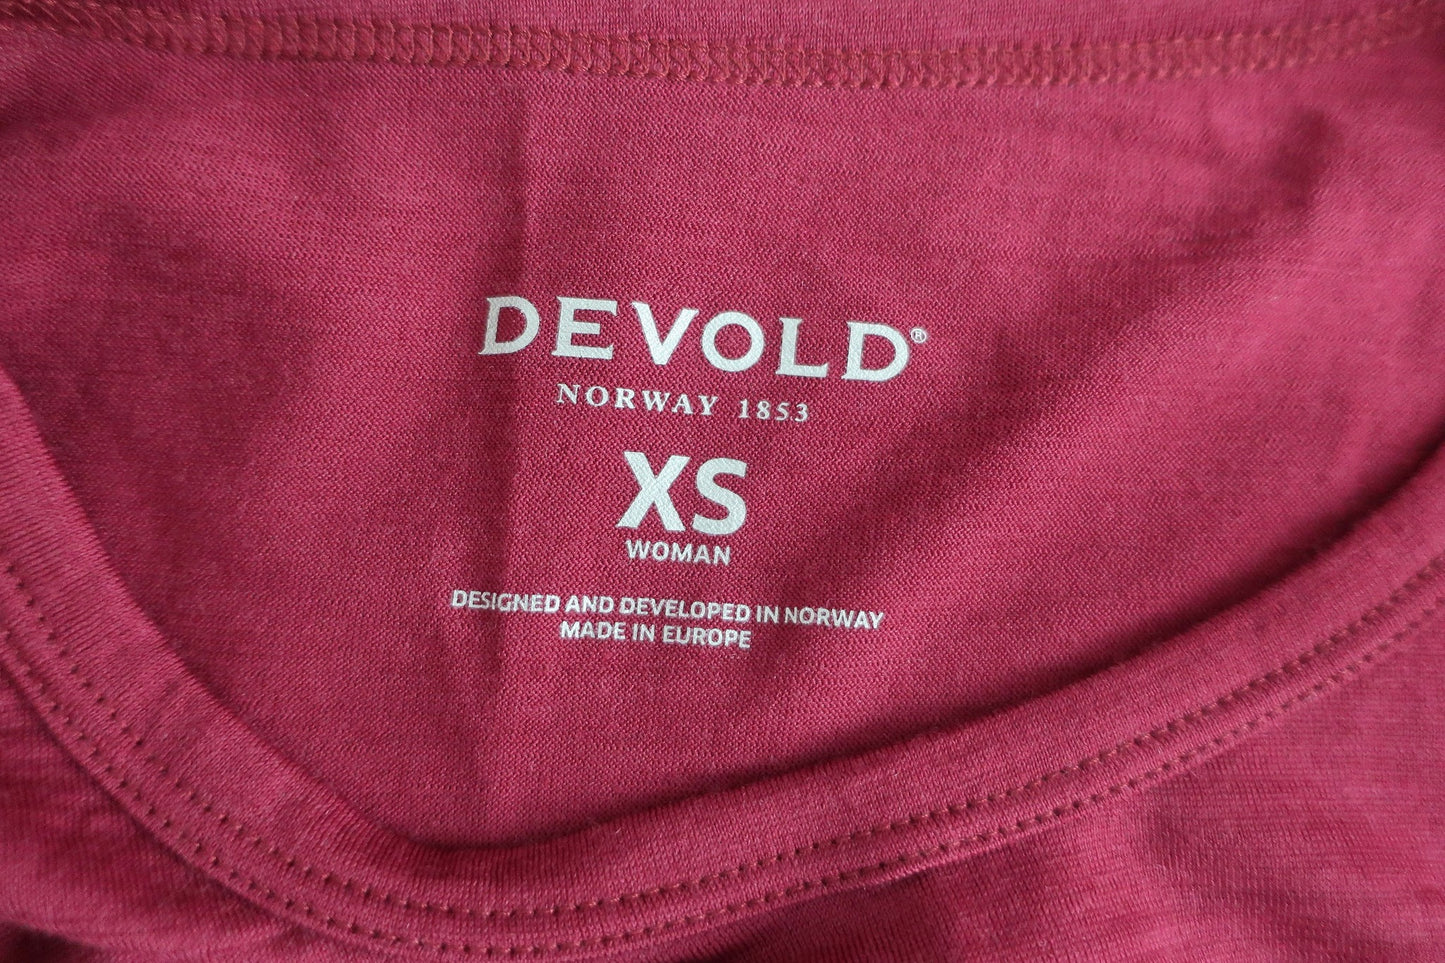 DEVOLD®
NORWAY 1853
XS
WOMAN
DESIGNED AND DEVELOPED IN NORWAY
MADE IN EUROPE